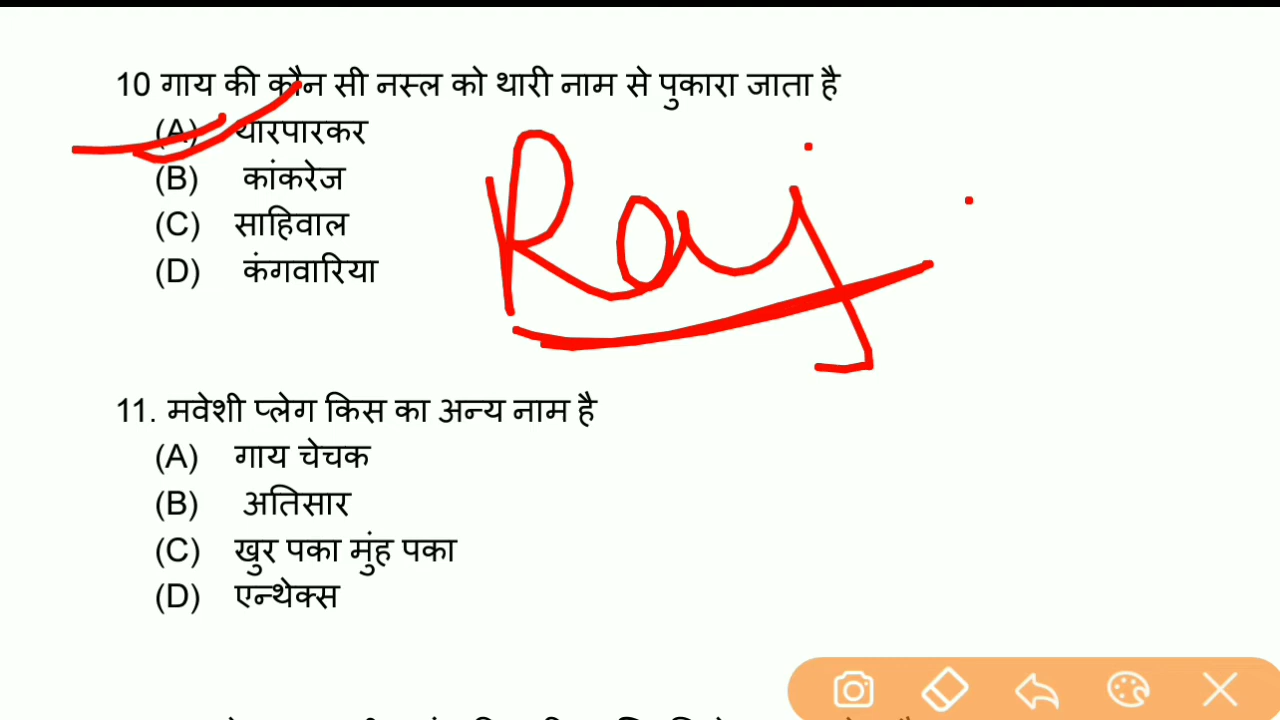 10 गाय की कौन सी नस्ल को थारी नाम से पुकारा जाता है
(A) थारपारकर
(B) कांकरेज
(C) साहिवाल
(D) कंगवारिया
Raj
11. मवेशी प्लेग किस का अन्य नाम है
(A) गाय चेचक
(B) अतिसार
(C) खुर पका मुंह पका
(D) एन्थेक्स